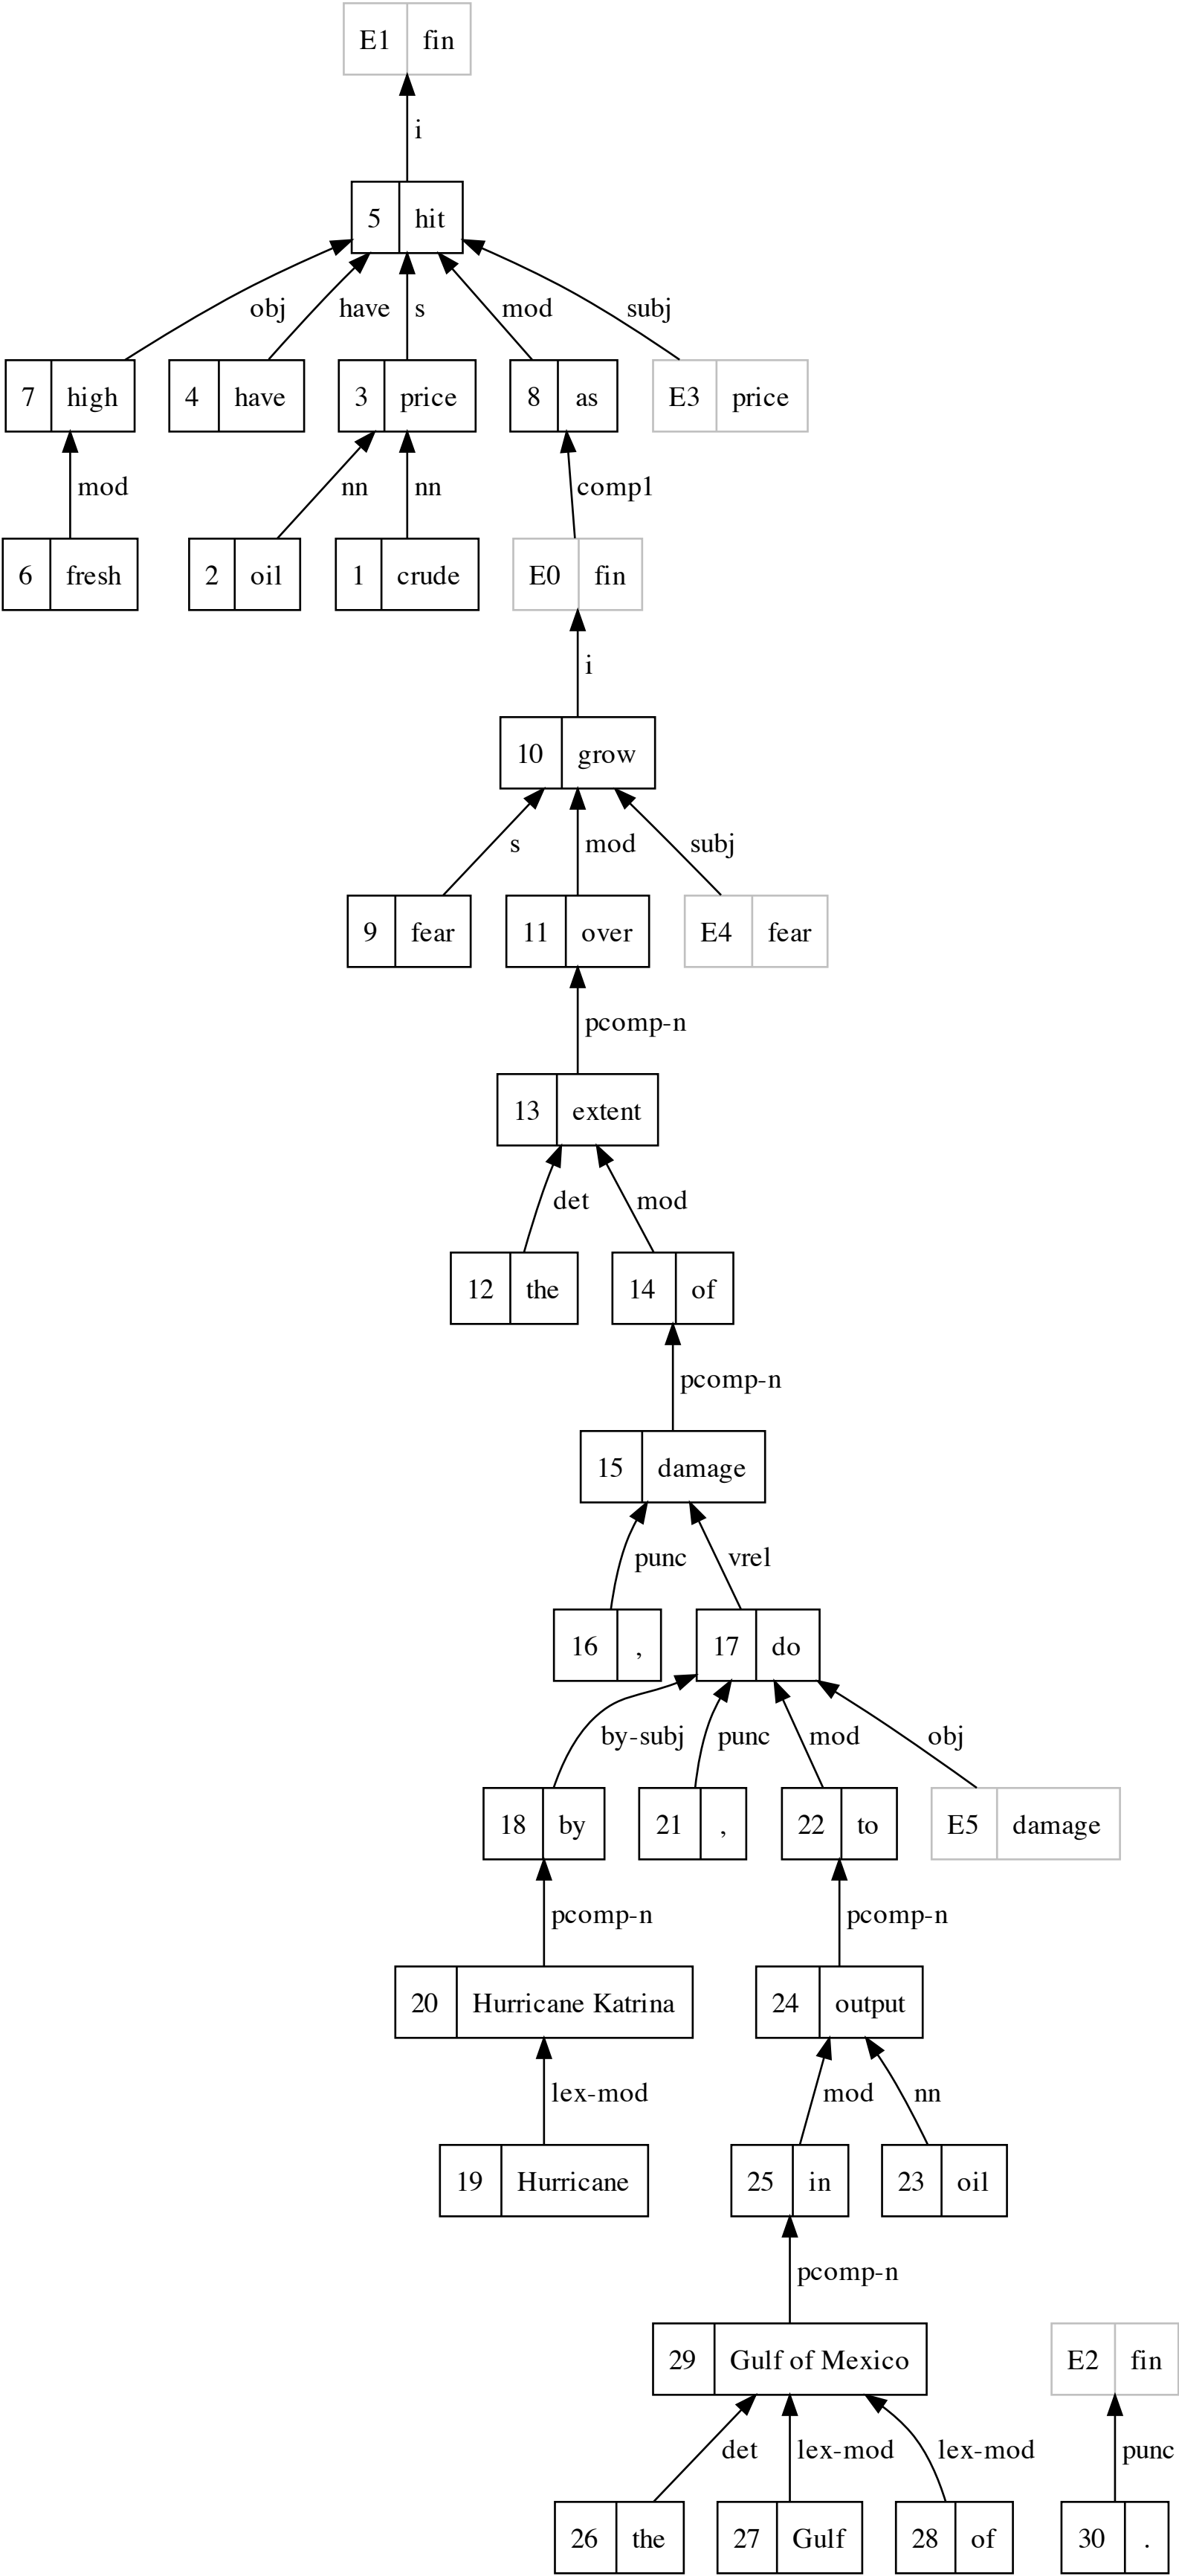 E1 fin
i
5 hit
obj have s mod subj
7 high 4 have 3 price 8 as E3 price
mod nn nn comp1
6 fresh 2 oil 1 crude E0 fin
i
10 grow
s mod subj
9 fear 11 over E4 fear
pcomp-n
13 extent
det mod
12 the 14 of
pcomp-n
15 damage
punc vrel
16 , 17 do
by-subj punc mod obj
18 by 21 , 22 to E5 damage
pcomp-n pcomp-n
20 Hurricane Katrina 24 output
lex-mod mod nn
19 Hurricane 25 in 23 oil
pcomp-n
29 Gulf of Mexico E2 fin
det lex-mod lex-mod punc
26 the 27 Gulf 28 of 30 .